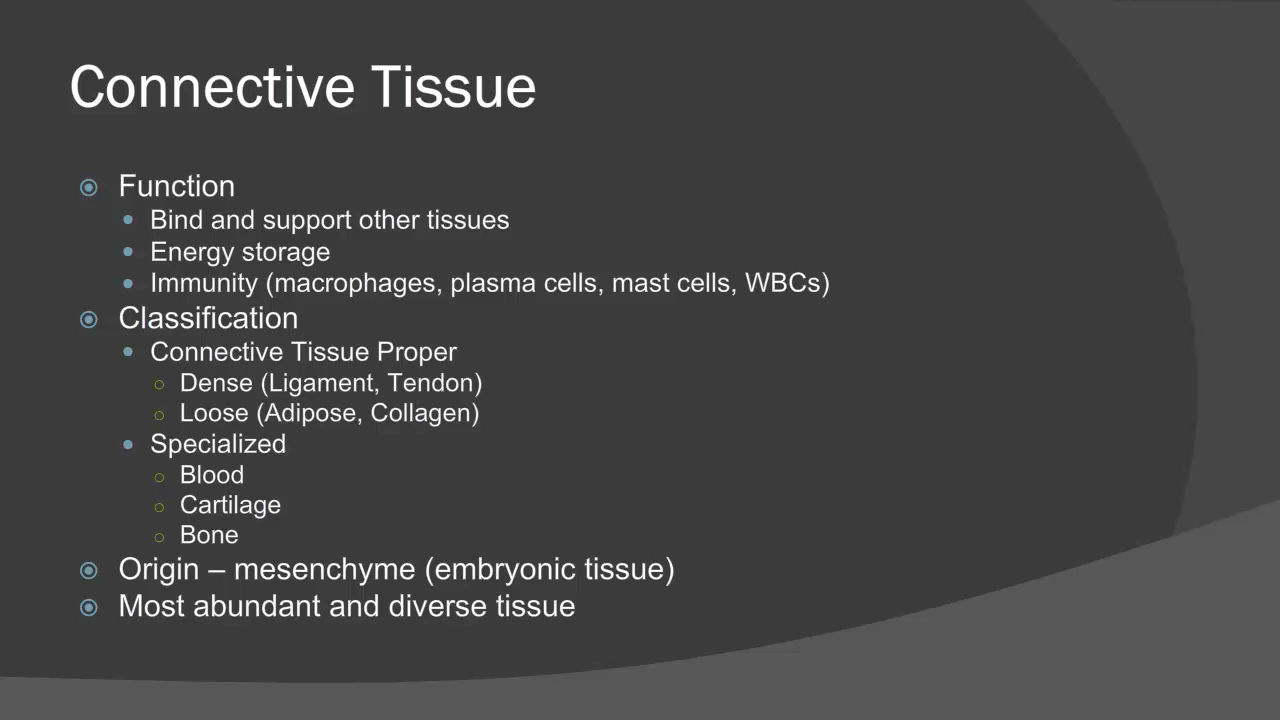 Connective Tissue
Function
Bind and support other tissues
Energy storage
Immunity (macrophages, plasma cells, mast cells, WBCs)
Classification
Connective Tissue Proper
Dense (Ligament, Tendon)
Loose (Adipose, Collagen)
Specialized
Blood
Cartilage
Bone
Origin – mesenchyme (embryonic tissue)
Most abundant and diverse tissue